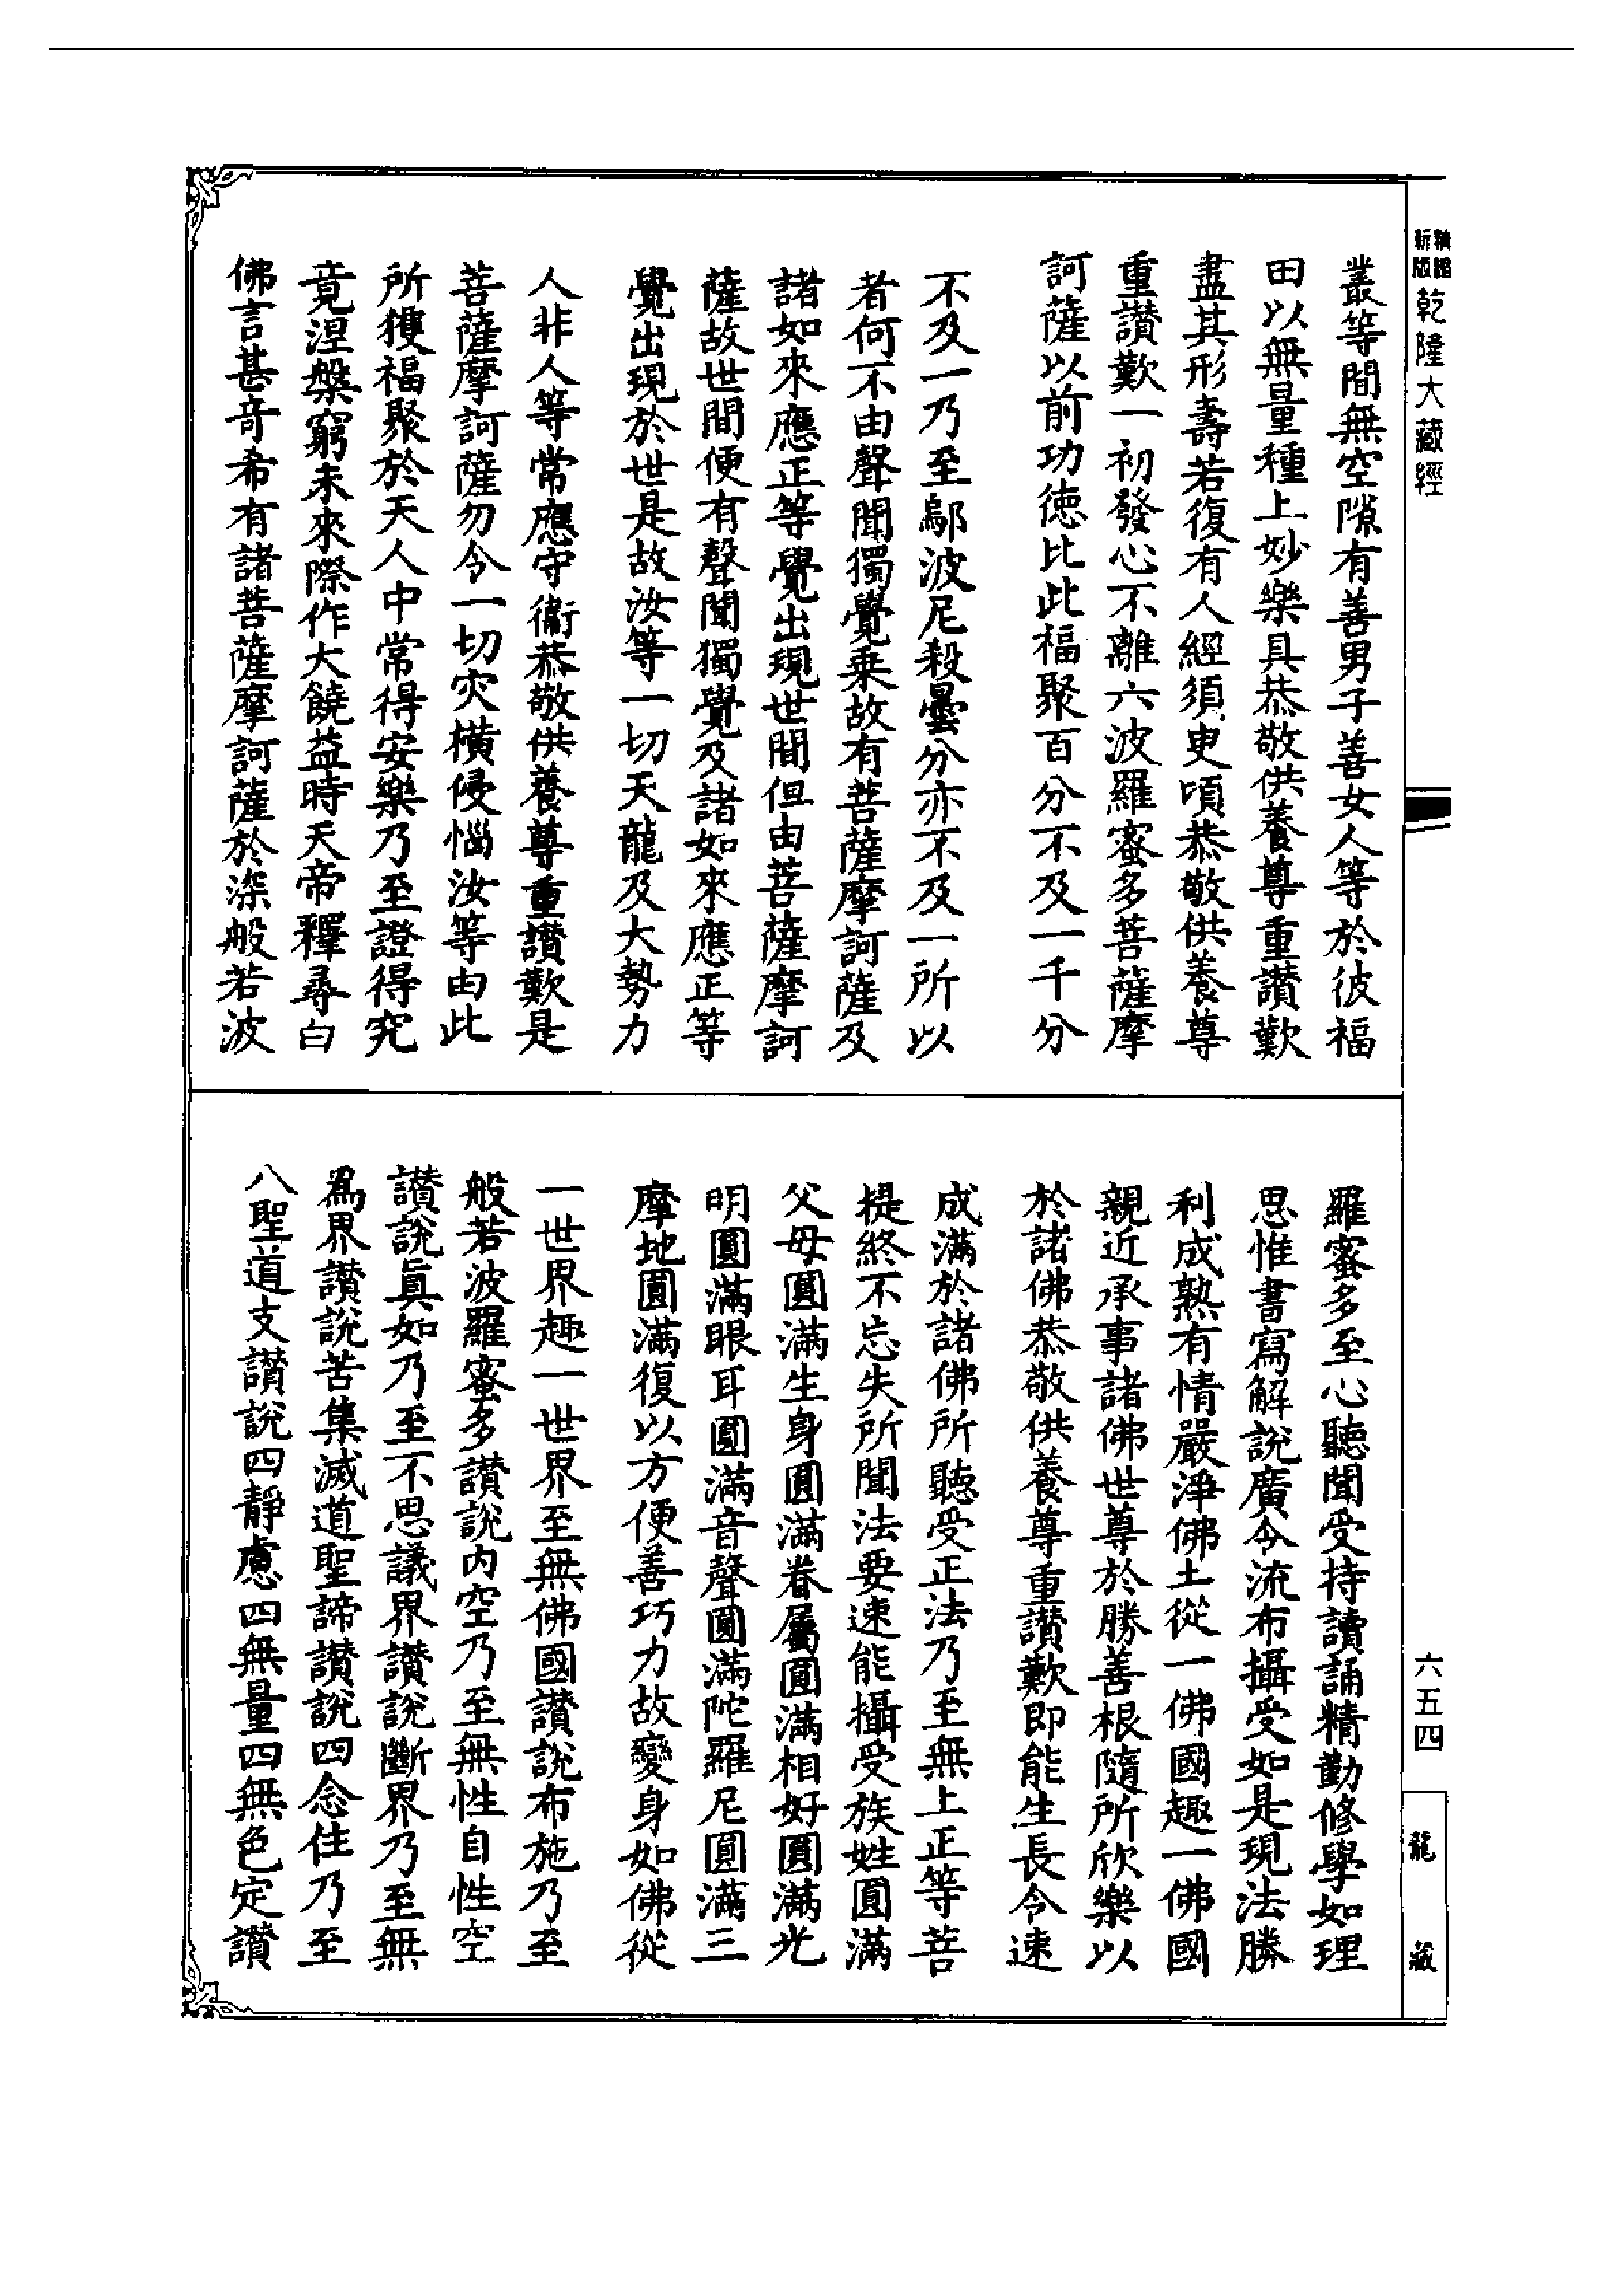 精縮新版乾隆大藏經
叢等間無空隙有善男子善女人等於彼福
田以無量種上妙樂具恭敬供養尊重讚歎
盡其形壽若復有人經須臾頃恭敬供養尊
重讚歎一初發心不離六波羅蜜多菩薩摩
訶薩以前功德比此福聚百分不及一千分
不及一乃至鄔波尼殺曇分亦不及一所以
者何不由聲聞獨覺乘故有菩薩摩訶薩及
諸如來應正等覺出現世間但由菩薩摩訶
薩故世間便有聲聞獨覺及諸如來應正等
覺出現於世是故汝等一切天龍及大勢力
人非人等常應守衞恭敬供養尊重讚歎是
菩薩摩訶薩勿令一切灾橫侵惱汝等由此
所獲福聚於天人中常得安樂乃至證得究
竟涅槃窮未來際作大饒益時天帝釋尋白
佛言甚奇希有諸菩薩摩訶薩於深般若波
羅蜜多至心聽聞受持讀誦精勤修學如理
思惟書寫解說廣令流布攝受如是現法勝
利成熟有情嚴淨佛土從一佛國趣一佛國
親近承事諸佛世尊於勝善根隨所欣樂以
於諸佛恭敬供養尊重讚歎即能生長令速
成滿於諸佛所聽受正法乃至無上正等菩
提終不忘失所聞法要速能攝受族姓圓滿
父母圓滿生身圓滿眷屬圓滿相好圓滿光
明圓滿眼耳圓滿音聲圓滿陀羅尼圓滿三
摩地圓滿復以方便善巧力故變身如佛從
一世界趣一世界至無佛國讚說布施乃至
般若波羅蜜多讚說內空乃至無性自性空
讚說眞如乃至不思議界讚說斷界乃至無
爲界讚說苦集滅道聖諦讚說四念住乃至
八聖道支讚說四靜慮四無量四無色定讚
六五四
龍藏